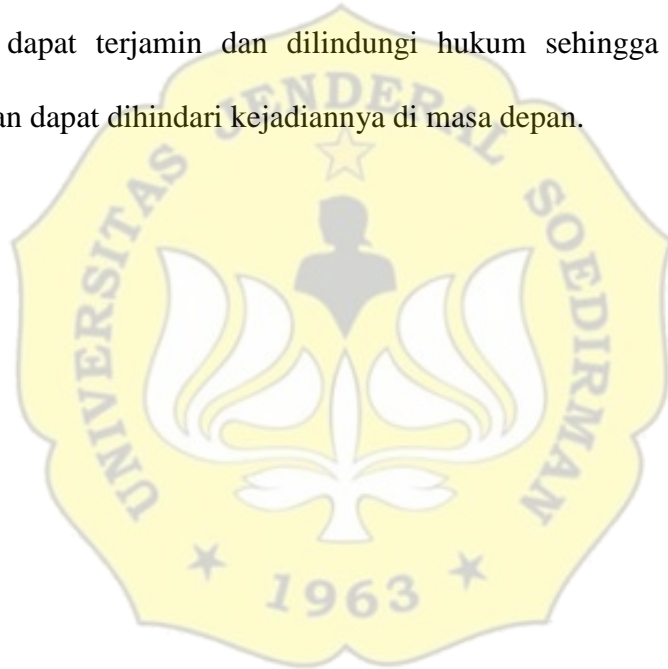 dapat terjamin dan dilindungi hukum sehingga
an dapat dihindari kejadiannya di masa depan.
UNIVERSITAS JENDERAL SOEDIRMAN
1963